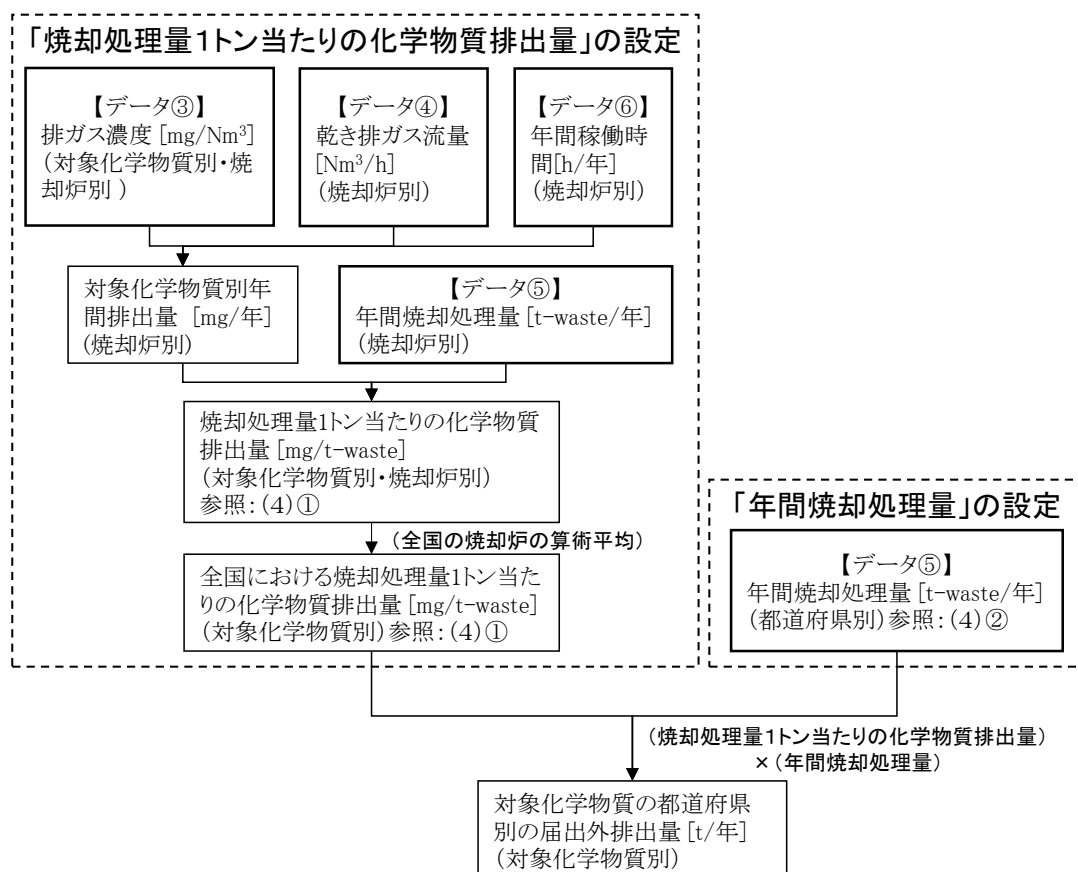 「焼却処理量1トン当たりの化学物質排出量」の設定
【データ③】
排ガス濃度[mg/Nm³]
(対象化学物質別・焼
却炉別 )
【データ④】
乾き排ガス流量
[Nm³/h]
(焼却炉別)
【データ⑥】
年間稼働時
間[h/年]
(焼却炉別)
対象化学物質別年
間排出量 [mg/年]
(焼却炉別)
【データ⑤】
年間焼却処理量[t-waste/年]
(焼却炉別)
焼却処理量1トン当たりの化学物質
排出量[mg/t-waste]
(対象化学物質別・焼却炉別)
参照:(4)①
(全国の焼却炉の算術平均)
全国における焼却処理量1トン当た
りの化学物質排出量[mg/t-waste]
(対象化学物質別)参照:(4)①
「年間焼却処理量」の設定
【データ⑤】
年間焼却処理量[t-waste/年]
(都道府県別)参照:(4)②
(焼却処理量1トン当たりの化学物質排出量)
×(年間焼却処理量)
対象化学物質の都道府県
別の届出外排出量[t/年]
(対象化学物質別)